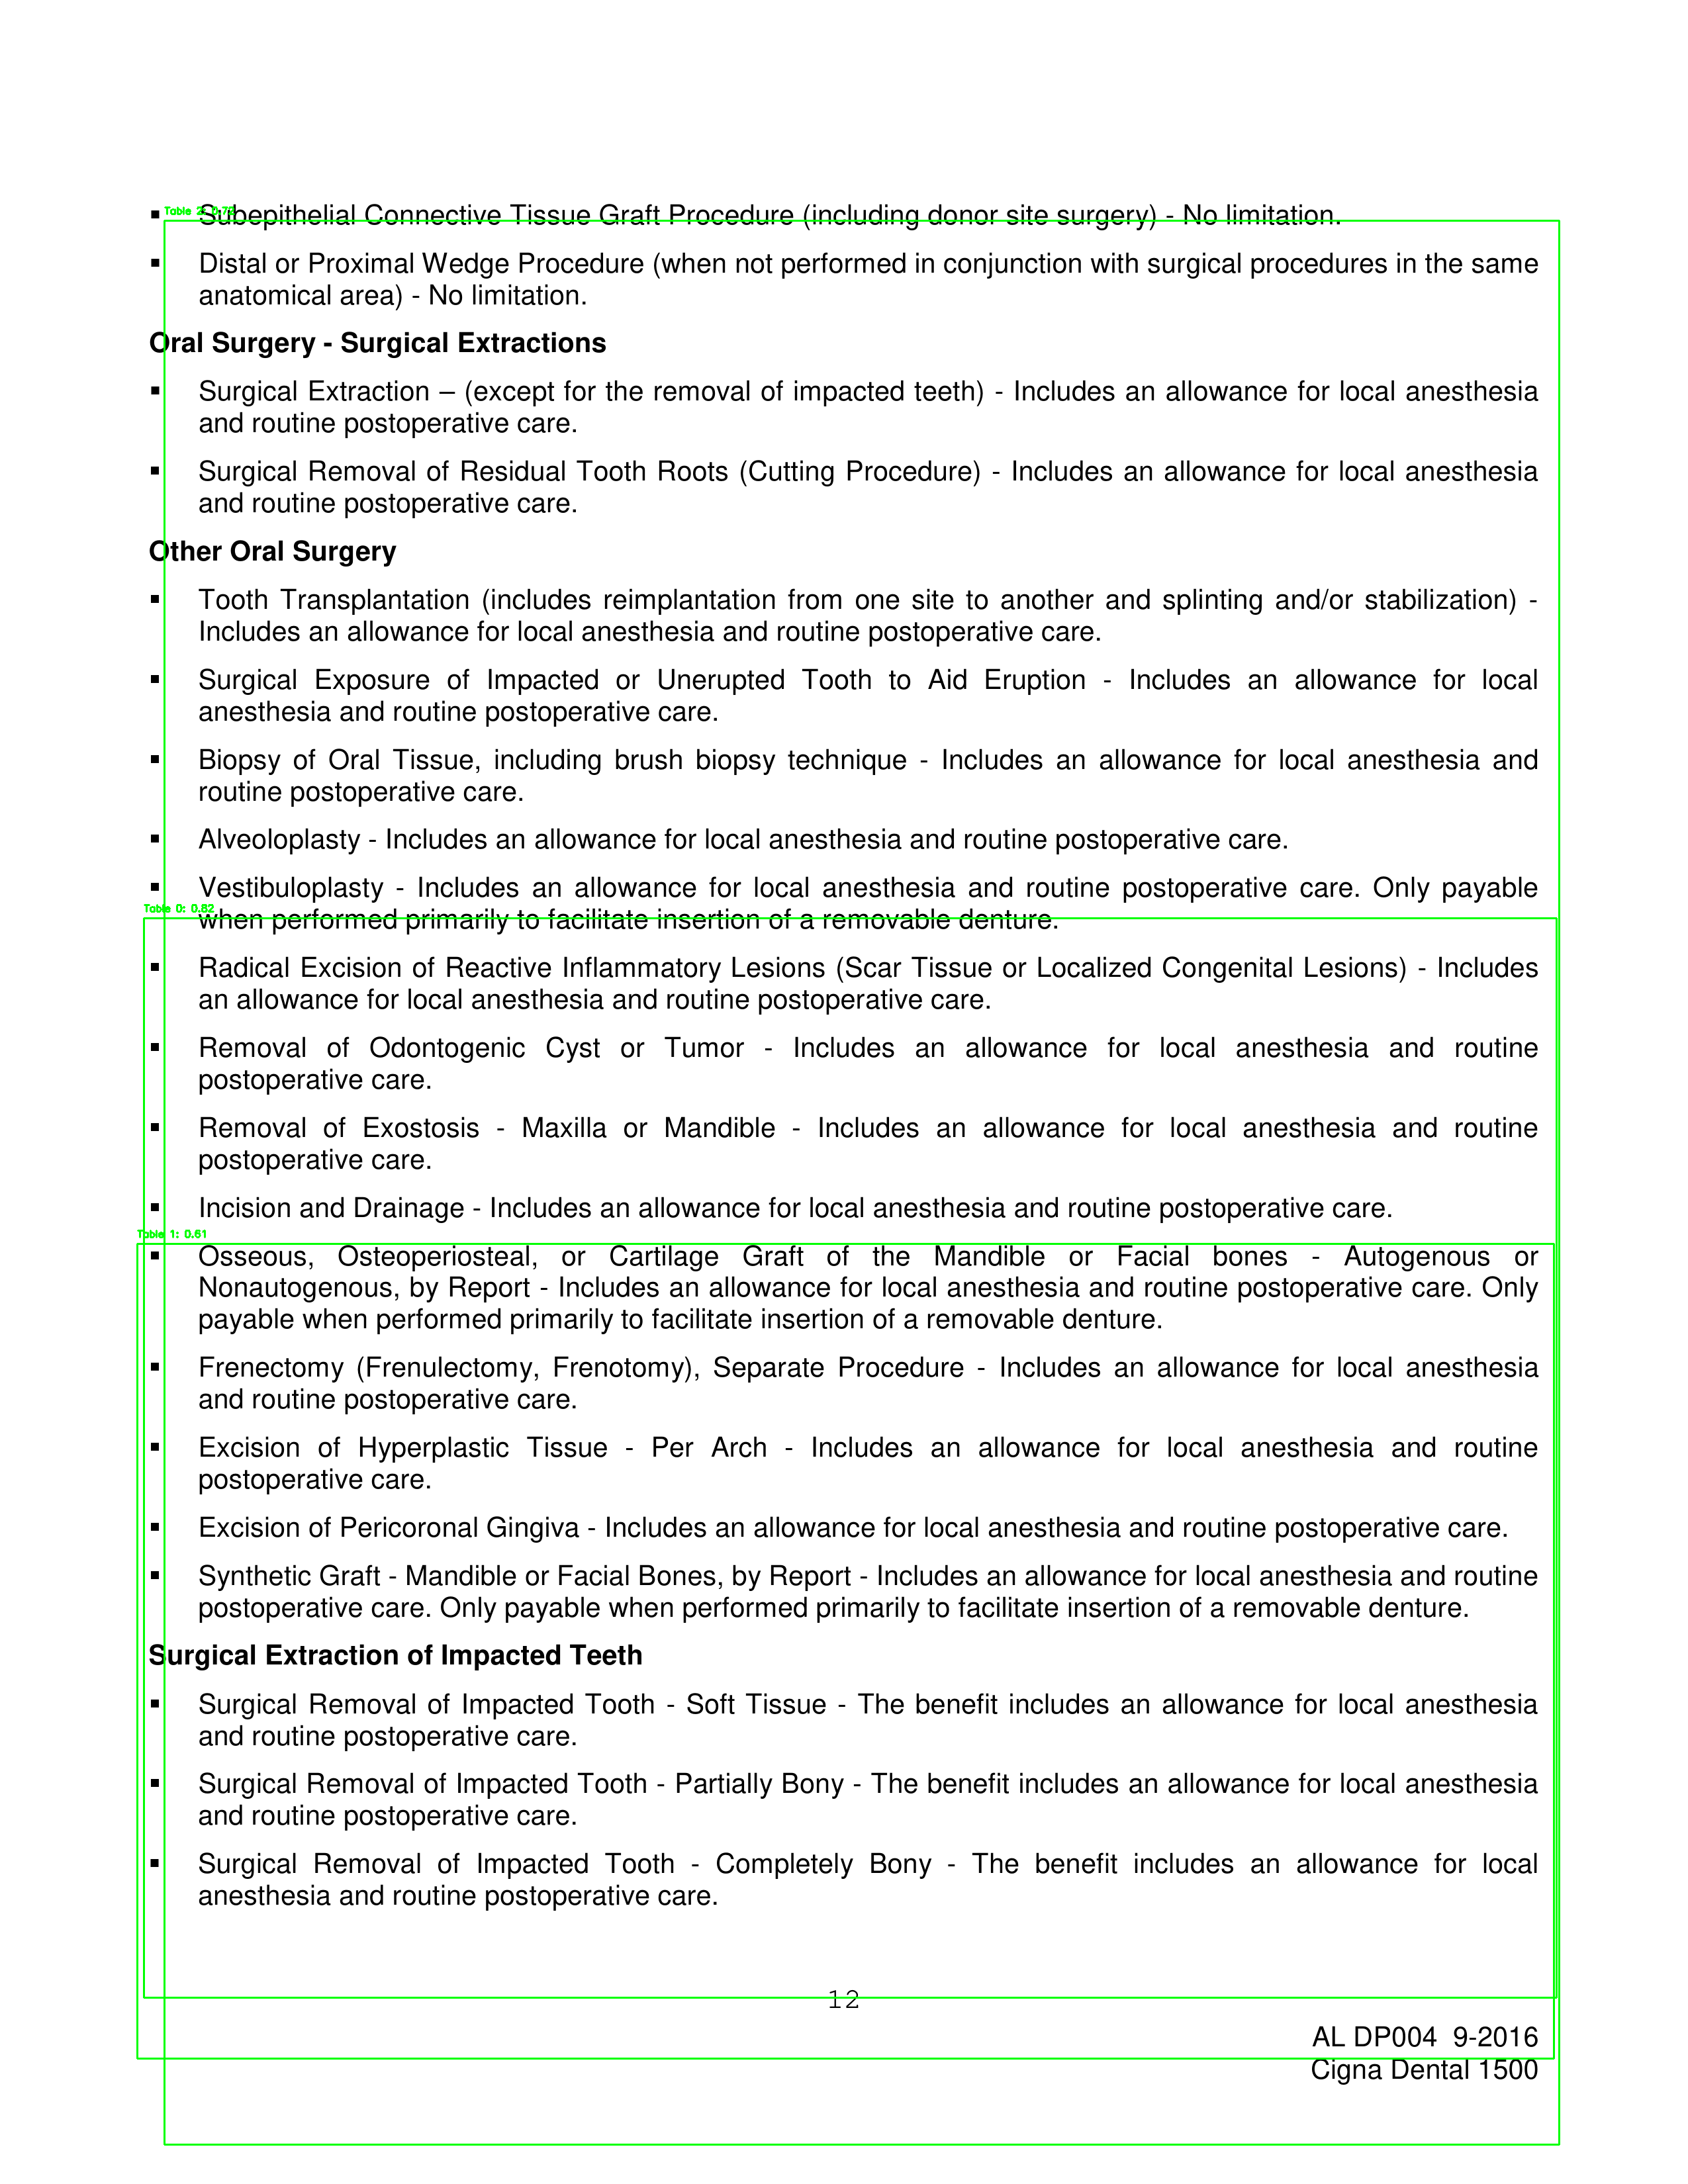 ▪ Subepithelial Connective Tissue Graft Procedure (including donor site surgery) - No limitation.
▪ Distal or Proximal Wedge Procedure (when not performed in conjunction with surgical procedures in the same
anatomical area) - No limitation.
Oral Surgery - Surgical Extractions
▪ Surgical Extraction – (except for the removal of impacted teeth) - Includes an allowance for local anesthesia
and routine postoperative care.
▪ Surgical Removal of Residual Tooth Roots (Cutting Procedure) - Includes an allowance for local anesthesia
and routine postoperative care.
Other Oral Surgery
▪ Tooth Transplantation (includes reimplantation from one site to another and splinting and/or stabilization) -
Includes an allowance for local anesthesia and routine postoperative care.
▪ Surgical Exposure of Impacted or Unerupted Tooth to Aid Eruption - Includes an allowance for local
anesthesia and routine postoperative care.
▪ Biopsy of Oral Tissue, including brush biopsy technique - Includes an allowance for local anesthesia and
routine postoperative care.
▪ Alveoloplasty - Includes an allowance for local anesthesia and routine postoperative care.
▪ Vestibuloplasty - Includes an allowance for local anesthesia and routine postoperative care. Only payable
Table 0: 0.82
when performed primarily to facilitate insertion of a removable denture.
▪ Radical Excision of Reactive Inflammatory Lesions (Scar Tissue or Localized Congenital Lesions) - Includes
an allowance for local anesthesia and routine postoperative care.
▪ Removal of Odontogenic Cyst or Tumor - Includes an allowance for local anesthesia and routine
postoperative care.
▪ Removal of Exostosis - Maxilla or Mandible - Includes an allowance for local anesthesia and routine
postoperative care.
▪ Incision and Drainage - Includes an allowance for local anesthesia and routine postoperative care.
Table 1: 0.61
▪ Osseous, Osteoperiosteal, or Cartilage Graft of the Mandible or Facial bones - Autogenous or
Nonautogenous, by Report - Includes an allowance for local anesthesia and routine postoperative care. Only
payable when performed primarily to facilitate insertion of a removable denture.
▪ Frenectomy (Frenulectomy, Frenotomy), Separate Procedure - Includes an allowance for local anesthesia
and routine postoperative care.
▪ Excision of Hyperplastic Tissue - Per Arch - Includes an allowance for local anesthesia and routine
postoperative care.
▪ Excision of Pericoronal Gingiva - Includes an allowance for local anesthesia and routine postoperative care.
▪ Synthetic Graft - Mandible or Facial Bones, by Report - Includes an allowance for local anesthesia and routine
postoperative care. Only payable when performed primarily to facilitate insertion of a removable denture.
Surgical Extraction of Impacted Teeth
▪ Surgical Removal of Impacted Tooth - Soft Tissue - The benefit includes an allowance for local anesthesia
and routine postoperative care.
▪ Surgical Removal of Impacted Tooth - Partially Bony - The benefit includes an allowance for local anesthesia
and routine postoperative care.
▪ Surgical Removal of Impacted Tooth - Completely Bony - The benefit includes an allowance for local
anesthesia and routine postoperative care.
12
AL DP004 9-2016
Cigna Dental 1500